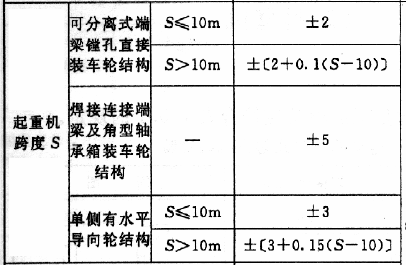 可分离式端
梁镗孔直接
装车轮结构
S≤10m
±2
S>10m
±〔2+0.1(S-10)〕
起重机
跨度 S
焊接连接端
梁及角型轴
承箱装车轮
结构
—
±5
单侧有水平
导向轮结构
S≤10m
±3
S>10m
±〔3+0.15(S-10)〕